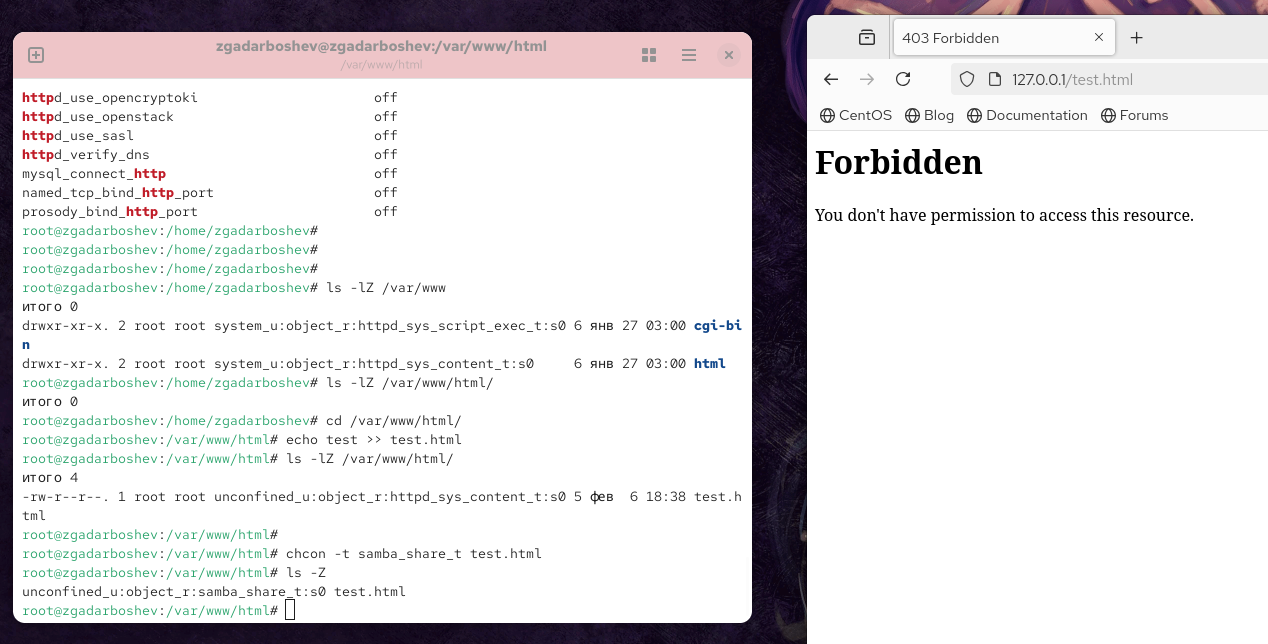 zgadarboshev@zgadarboshev:/var/www/html
/var/www/html
httpd_use_opencryptoki                      off
httpd_use_openstack                         off
httpd_use_sasl                              off
httpd_verify_dns                            off
mysql_connect_http                          off
named_tcp_bind_http_port                    off
prosody_bind_http_port                      off
root@zgadarboshev:/home/zgadarboshev#
root@zgadarboshev:/home/zgadarboshev#
root@zgadarboshev:/home/zgadarboshev#
root@zgadarboshev:/home/zgadarboshev# ls -lZ /var/www
итого 0
drwxr-xr-x. 2 root root system_u:object_r:httpd_sys_script_exec_t:s0 6 янв 27 03:00 cgi-bi
n
drwxr-xr-x. 2 root root system_u:object_r:httpd_sys_content_t:s0     6 янв 27 03:00 html
root@zgadarboshev:/home/zgadarboshev# ls -lZ /var/www/html/
итого 0
root@zgadarboshev:/home/zgadarboshev# cd /var/www/html/
root@zgadarboshev:/var/www/html# echo test >> test.html
root@zgadarboshev:/var/www/html# ls -lZ /var/www/html/
итого 4
-rw-r--r--. 1 root root unconfined_u:object_r:httpd_sys_content_t:s0 5 фев  6 18:38 test.h
tml
root@zgadarboshev:/var/www/html#
root@zgadarboshev:/var/www/html# chcon -t samba_share_t test.html
root@zgadarboshev:/var/www/html# ls -Z
unconfined_u:object_r:samba_share_t:s0 test.html
root@zgadarboshev:/var/www/html#
403 Forbidden
127.0.0.1/test.html
CentOS Blog Documentation Forums
Forbidden
You don't have permission to access this resource.